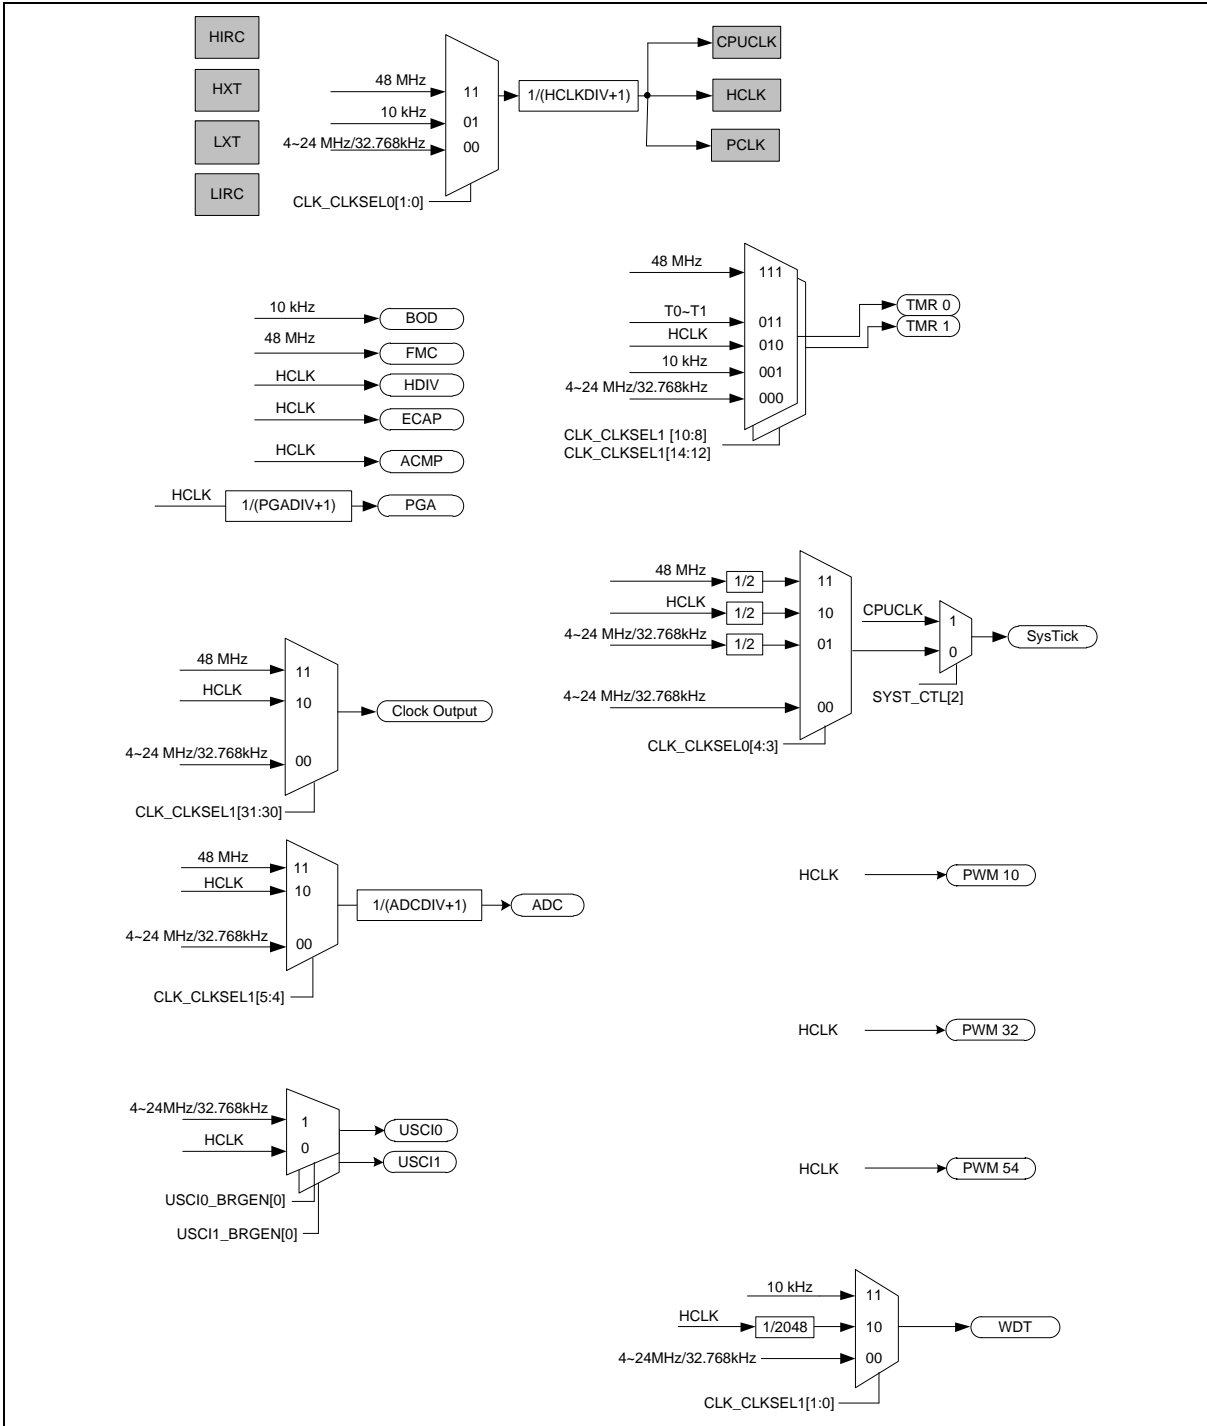 HIRC
HXT
LXT
LIRC
48 MHz
10 kHz
4~24 MHz/32.768kHz
11
01
00
CLK_CLKSEL0[1:0]
1/(HCLKDIV+1)
CPUCLK
HCLK
PCLK
10 kHz
BOD
48 MHz
FMC
HCLK
HDIV
HCLK
ECAP
HCLK
ACMP
HCLK
1/(PGADIV+1)
PGA
48 MHz
T0~T1
HCLK
10 kHz
4~24 MHz/32.768kHz
111
011
010
001
000
CLK_CLKSEL1 [10:8]
CLK_CLKSEL1[14:12]
TMR 0
TMR 1
48 MHz
1/2
11
HCLK
1/2
10
4~24 MHz/32.768kHz
1/2
01
4~24 MHz/32.768kHz
00
CLK_CLKSEL0[4:3]
CPUCLK
1
0
SYST_CTL[2]
SysTick
48 MHz
11
HCLK
10
4~24 MHz/32.768kHz
00
CLK_CLKSEL1[31:30]
Clock Output
48 MHz
11
HCLK
10
4~24 MHz/32.768kHz
00
CLK_CLKSEL1[5:4]
1/(ADCDIV+1)
ADC
HCLK
PWM 10
HCLK
PWM 32
HCLK
PWM 54
4~24MHz/32.768kHz
1
HCLK
0
USCI0
USCI1
USCI0_BRGEN[0]
USCI1_BRGEN[0]
10 kHz
11
HCLK
1/2048
10
4~24MHz/32.768kHz
00
CLK_CLKSEL1[1:0]
WDT